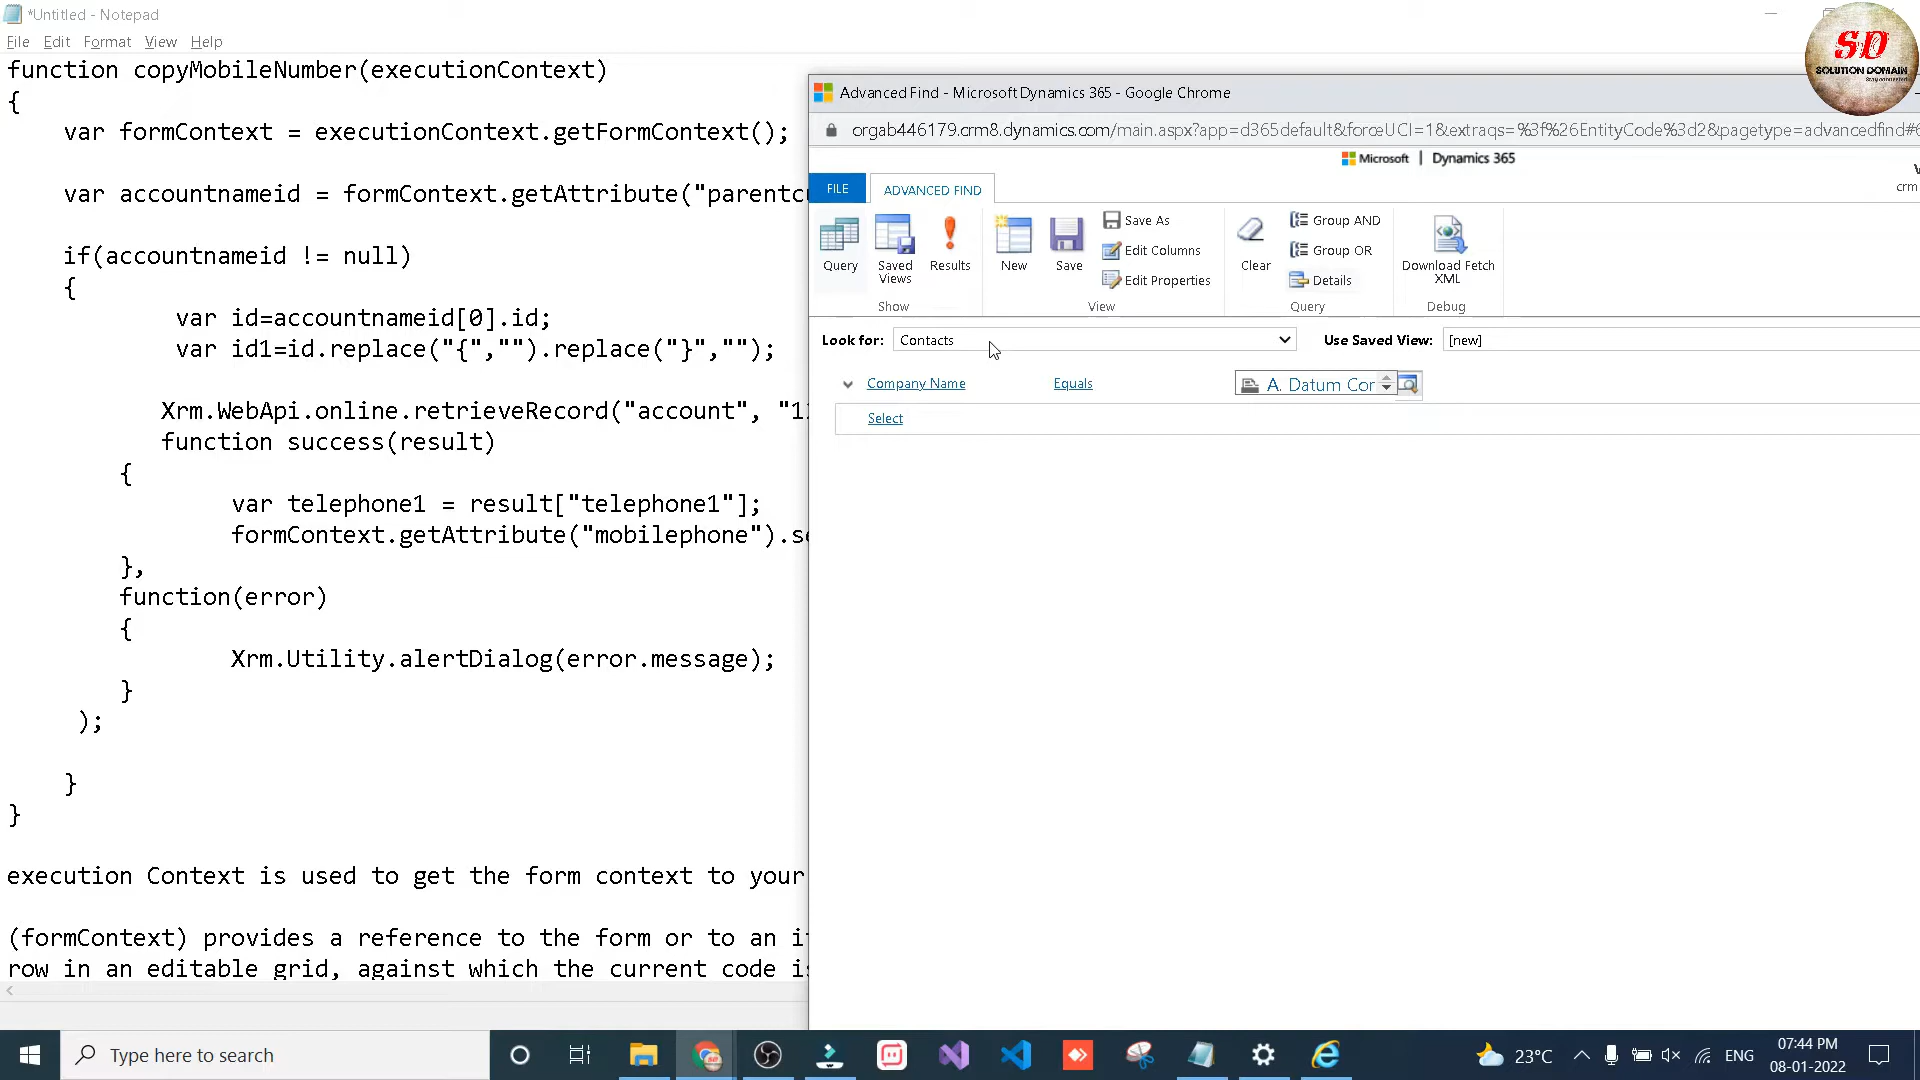 *Untitled - Notepad
File Edit Format View Help
function copyMobileNumber(executionContext)
{
var formContext = executionContext.getFormContext();
var accountnameid = formContext.getAttribute("parentcu
if(accountnameid != null)
{
var id=accountnameid[0].id;
var id1=id.replace("{","").replace("}","");
Xrm.WebApi.online.retrieveRecord("account", "1
function success(result)
{
var telephone1 = result["telephone1"];
formContext.getAttribute("mobilephone").se
},
function(error)
{
Xrm.Utility.alertDialog(error.message);
}
);
}
}
execution Context is used to get the form context to your
(formContext) provides a reference to the form or to an i
row in an editable grid, against which the current code is
SD
SOLUTION DOMAIN
Advanced Find - Microsoft Dynamics 365 - Google Chrome
orgab446179.crm8.dynamics.com/main.aspx?app=d365default&forceUCI=1&extraqs=%3f%26EntityCode%3d2&pagetype=advancedfind#
Microsoft | Dynamics 365
crm
FILE ADVANCED FIND
Query
Saved Views
Results
Show
New
Save
Save As
Edit Columns
Edit Properties
View
Clear
Group AND
Group OR
Details
Query
Download Fetch XML
Debug
Look for: Contacts Use Saved View: [new]
Company Name Equals A. Datum Cor
Select
Type here to search
23°C ENG 07:44 PM
08-01-2022